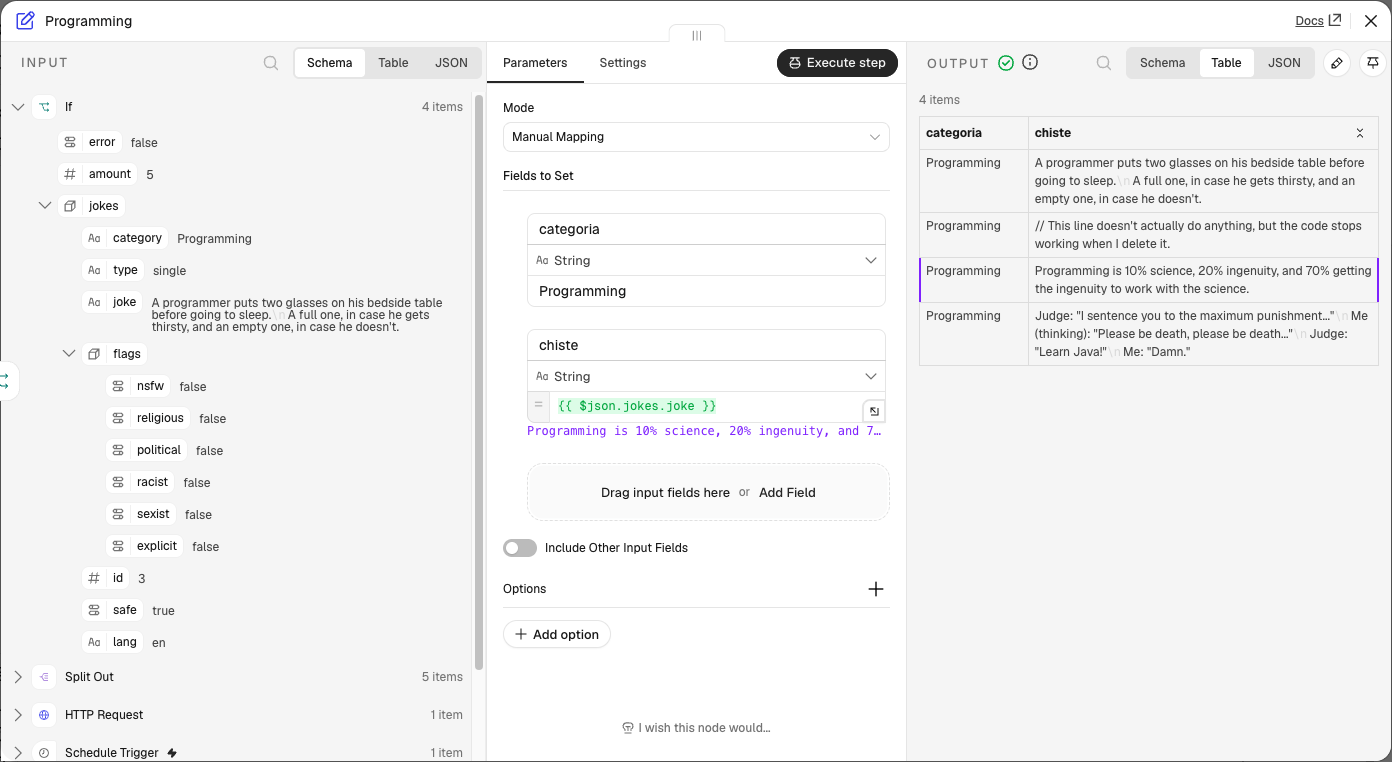 Programming
Docs
INPUT
Schema
Table
JSON
If
4 items
error
false
# amount
5
jokes
Aa category
Programming
Aa type
single
Aa joke
A programmer puts two glasses on his bedside table
before going to sleep.\n A full one, in case he gets
thirsty, and an empty one, in case he doesn't.
flags
nsfw
false
religious
false
political
false
racist
false
sexist
false
explicit
false
# id
3
safe
true
Aa lang
en
Split Out
5 items
HTTP Request
1 item
Schedule Trigger
1 item
Parameters
Settings
Execute step
Mode
Manual Mapping
Fields to Set
categoria
Aa String
Programming
chiste
Aa String
= {{ $json.jokes.joke }}
Programming is 10% science, 20% ingenuity, and 7…
Drag input fields here or Add Field
Include Other Input Fields
Options
+
+ Add option
I wish this node would...
OUTPUT
Schema
Table
JSON
4 items
categoria
chiste
Programming
A programmer puts two glasses on his bedside table before
going to sleep.\n A full one, in case he gets thirsty, and an
empty one, in case he doesn't.
Programming
// This line doesn't actually do anything, but the code stops
working when I delete it.
Programming
Programming is 10% science, 20% ingenuity, and 70% getting
the ingenuity to work with the science.
Programming
Judge: "I sentence you to the maximum punishment..."\n Me
(thinking): "Please be death, please be death..."\n Judge:
"Learn Java!"\n Me: "Damn."